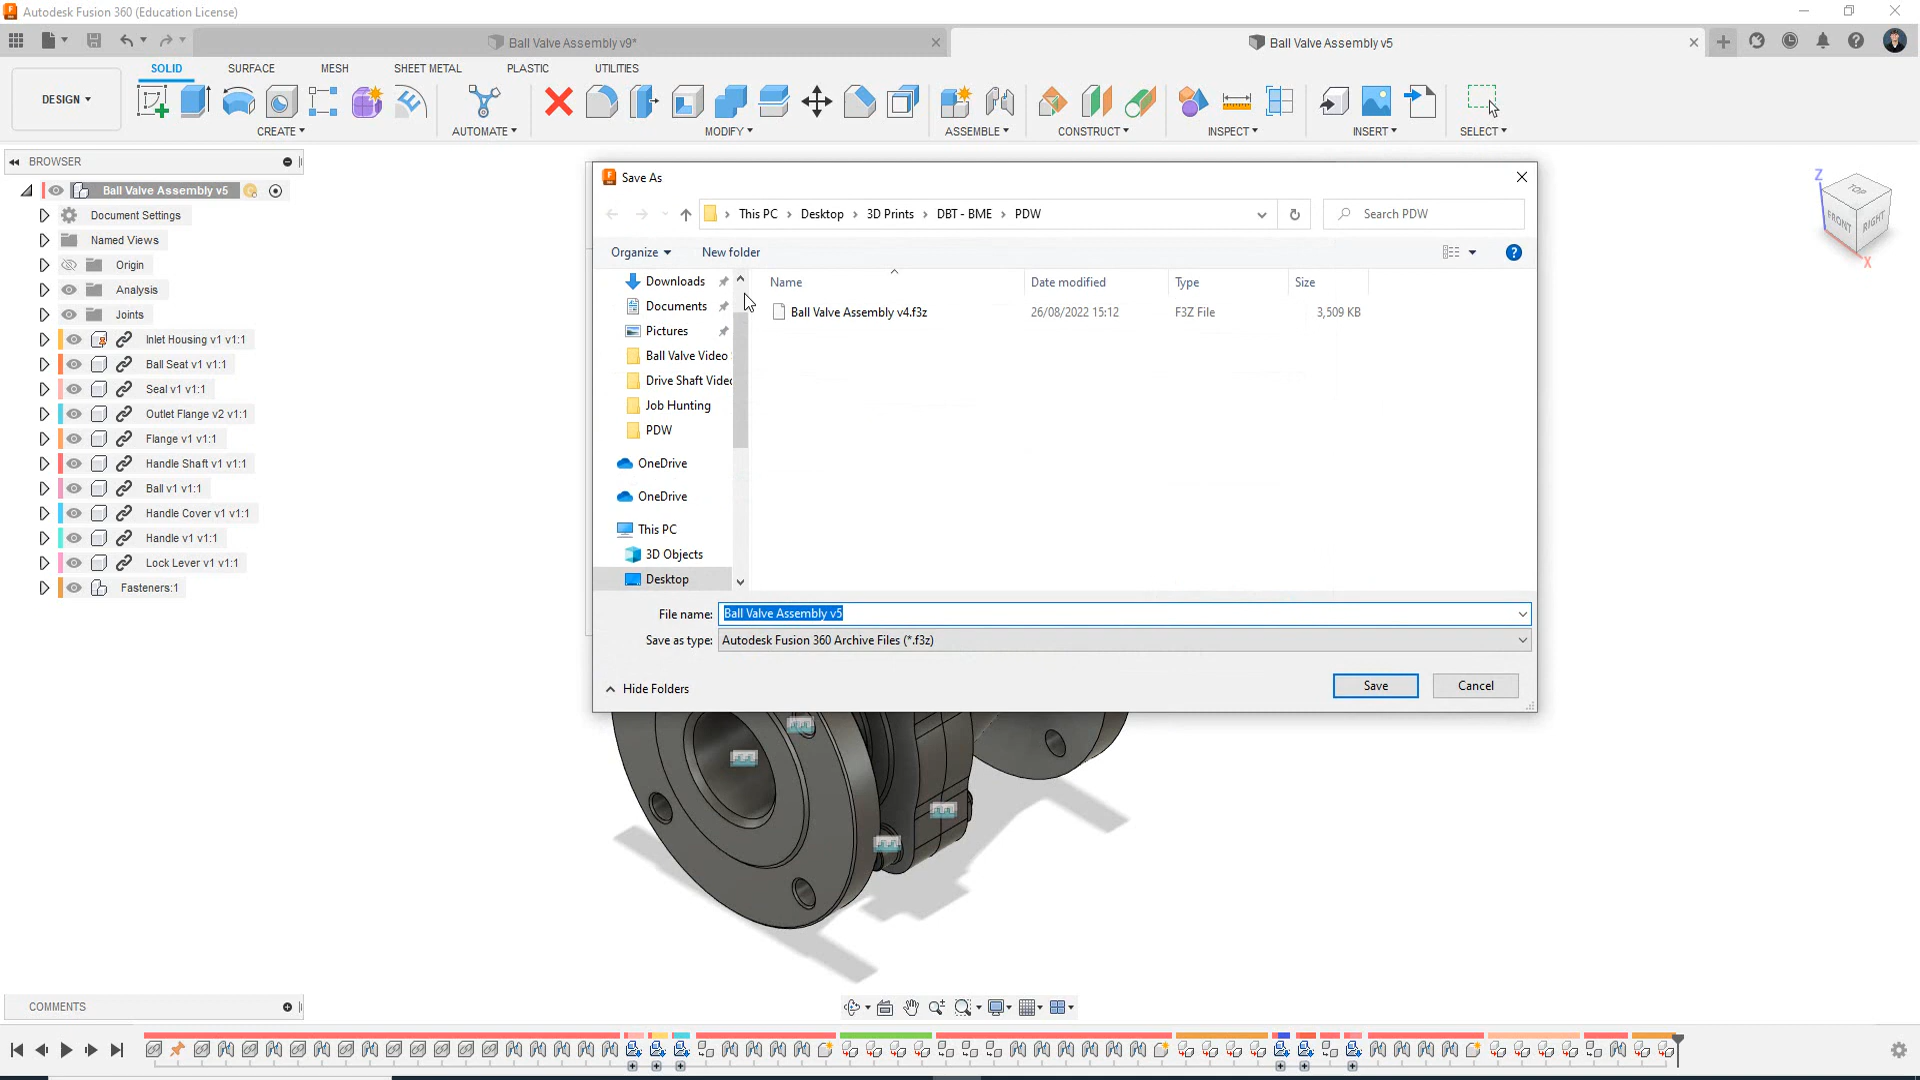 Autodesk Fusion 360 (Education License)
Ball Valve Assembly v9*
Ball Valve Assembly v5
SOLID
SURFACE
MESH
SHEET METAL
PLASTIC
UTILITIES
DESIGN
CREATE
AUTOMATE
MODIFY
ASSEMBLE
CONSTRUCT
INSPECT
INSERT
SELECT
BROWSER
Ball Valve Assembly v5
Document Settings
Named Views
Origin
Analysis
Joints
Inlet Housing v1 v1:1
Ball Seat v1 v1:1
Seal v1 v1:1
Outlet Flange v2 v1:1
Flange v1 v1:1
Handle Shaft v1 v1:1
Ball v1 v1:1
Handle Cover v1 v1:1
Handle v1 v1:1
Lock Lever v1 v1:1
Fasteners:1
Save As
This PC
Desktop
3D Prints
DBT - BME
PDW
Search PDW
Organize
New folder
Downloads
Documents
Pictures
Ball Valve Video
Drive Shaft Video
Job Hunting
PDW
OneDrive
OneDrive
This PC
3D Objects
Desktop
Name Date modified Type Size
Ball Valve Assembly v4.f3z 26/08/2022 15:12 F3Z File 3,509 KB
File name: Ball Valve Assembly v5
Save as type: Autodesk Fusion 360 Archive Files (*.f3z)
Hide Folders
Save
Cancel
Z
TOP
FRONT
RIGHT
X
COMMENTS